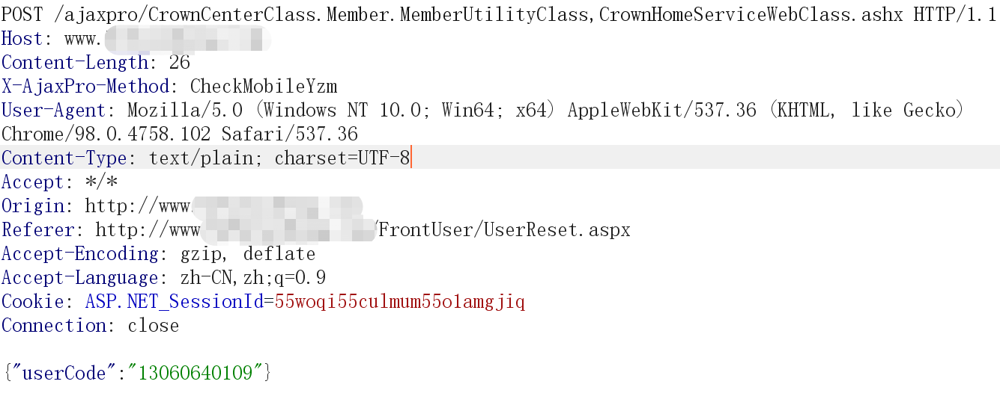 POST /ajaxpro/CrownCenterClass.Member.MemberUtilityClass,CrownHomeServiceWebClass.ashx HTTP/1.1
Host: www.
Content-Length: 26
X-AjaxPro-Method: CheckMobileYzm
User-Agent: Mozilla/5.0 (Windows NT 10.0; Win64; x64) AppleWebKit/537.36 (KHTML, like Gecko)
Chrome/98.0.4758.102 Safari/537.36
Content-Type: text/plain; charset=UTF-8
Accept: */*
Origin: http://www.
Referer: http://www /FrontUser/UserReset.aspx
Accept-Encoding: gzip, deflate
Accept-Language: zh-CN,zh;q=0.9
Cookie: ASP.NET_SessionId=55woqi55culmum55o1amgjiq
Connection: close
{"userCode":"13060640109"}